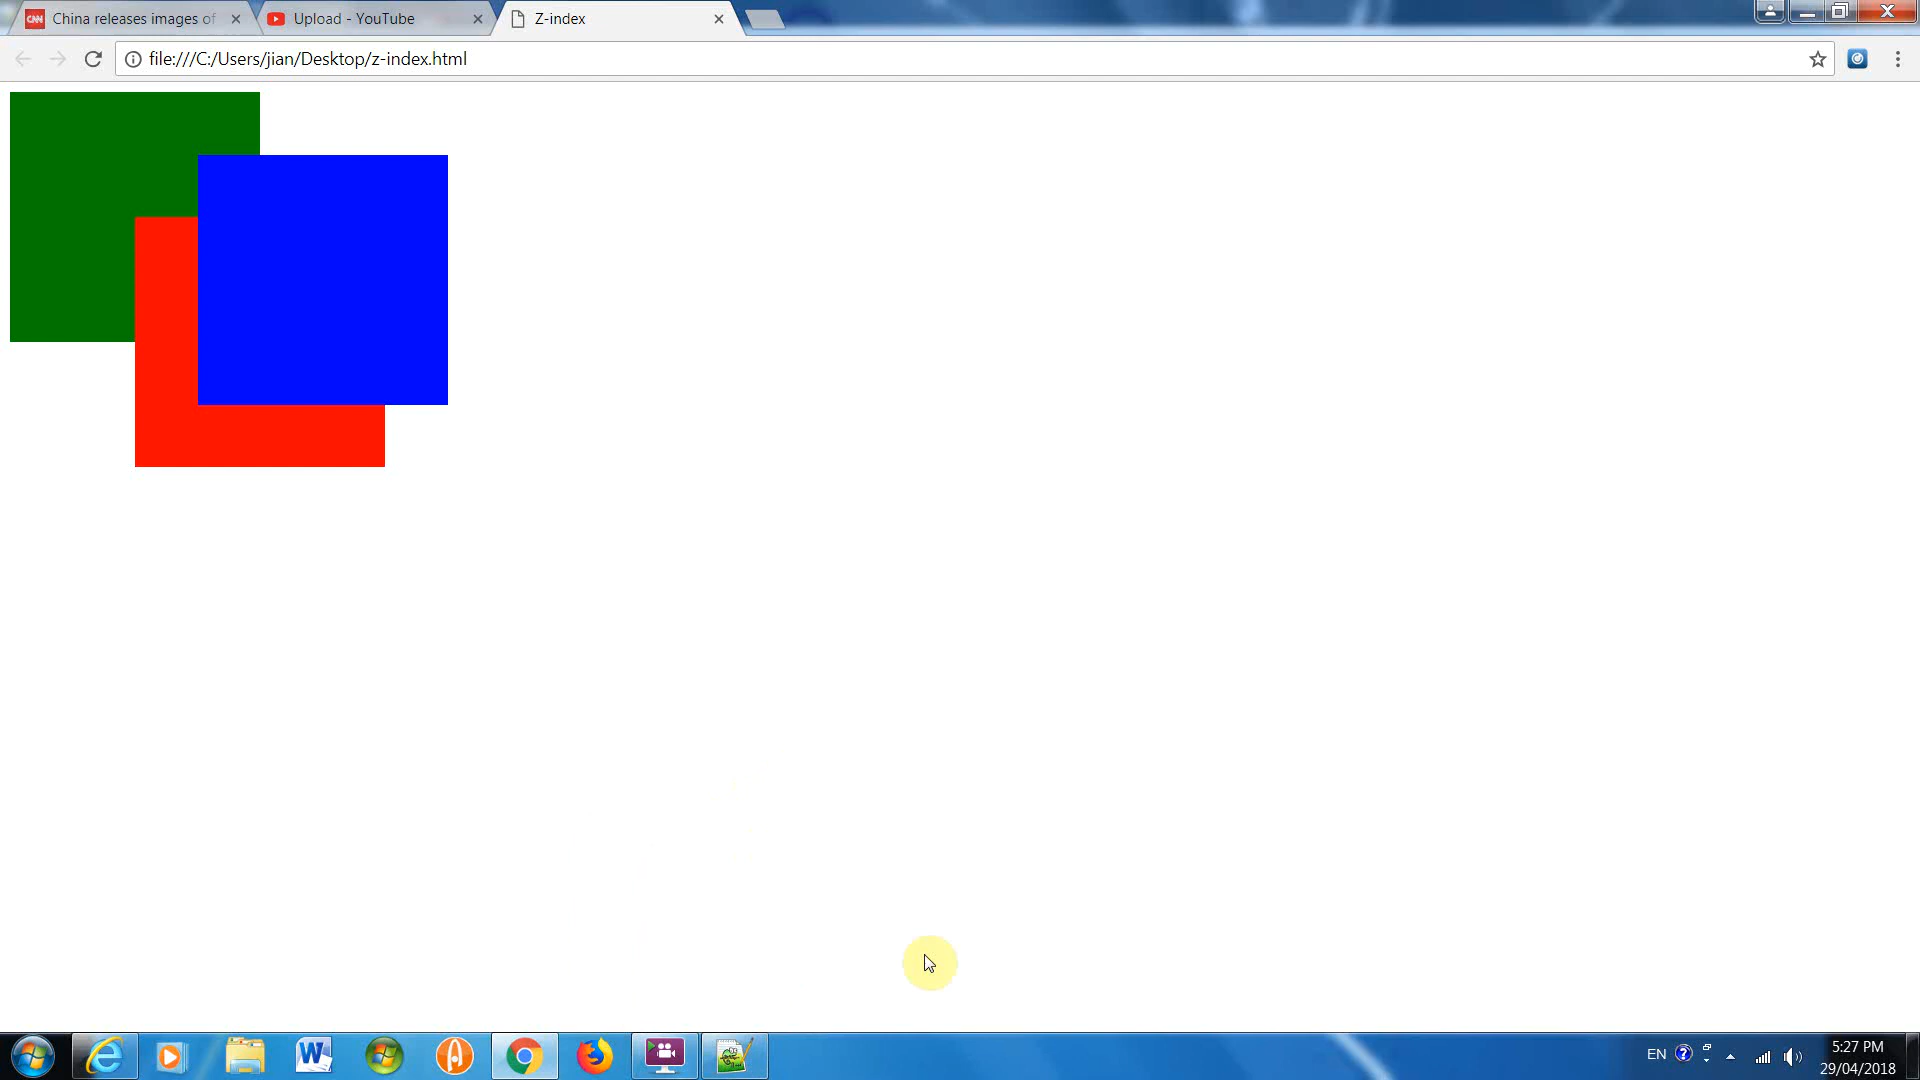 CNN China releases images of
Upload - YouTube
Z-index
file:///C:/Users/jian/Desktop/z-index.html
EN
5:27 PM
29/04/2018